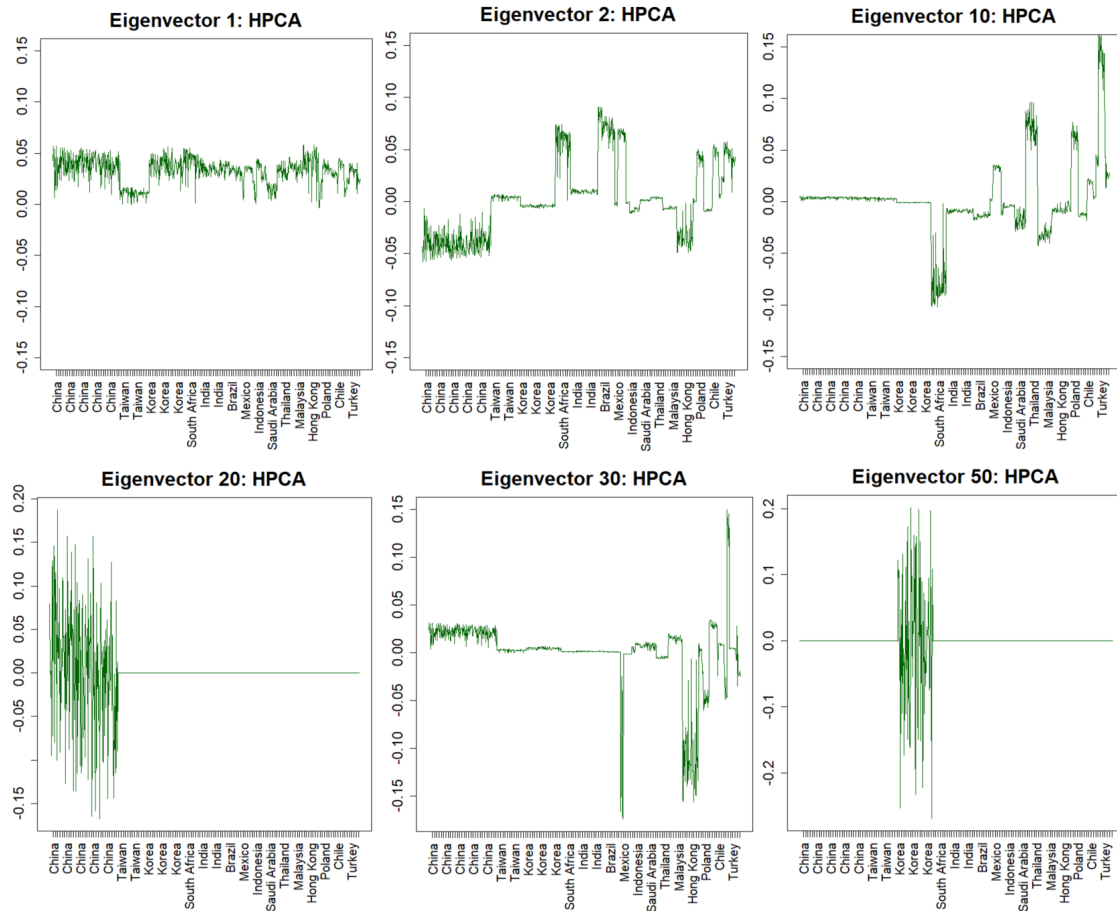 Eigenvector 1: HPCA
0.15
0.10
0.05
0.00
-0.05
-0.10
-0.15
China
China
China
China
China
Taiwan
Taiwan
Korea
Korea
Korea
South Africa
India
India
Brazil
Mexico
Indonesia
Saudi Arabia
Thailand
Malaysia
Hong Kong
Poland
Chile
Turkey
Eigenvector 2: HPCA
0.15
0.10
0.05
0.00
-0.05
-0.10
-0.15
China
China
China
China
China
Taiwan
Taiwan
Korea
Korea
Korea
South Africa
India
India
Brazil
Mexico
Indonesia
Saudi Arabia
Thailand
Malaysia
Hong Kong
Poland
Chile
Turkey
Eigenvector 10: HPCA
0.15
0.10
0.05
0.00
-0.05
-0.10
-0.15
China
China
China
China
China
Taiwan
Taiwan
Korea
Korea
Korea
South Africa
India
India
Brazil
Mexico
Indonesia
Saudi Arabia
Thailand
Malaysia
Hong Kong
Poland
Chile
Turkey
Eigenvector 20: HPCA
0.20
0.15
0.10
0.05
0.00
-0.05
-0.15
China
China
China
China
China
Taiwan
Taiwan
Korea
Korea
Korea
South Africa
India
India
Brazil
Mexico
Indonesia
Saudi Arabia
Thailand
Malaysia
Hong Kong
Poland
Chile
Turkey
Eigenvector 30: HPCA
0.15
0.10
0.05
0.00
-0.05
-0.10
-0.15
China
China
China
China
China
Taiwan
Taiwan
Korea
Korea
Korea
South Africa
India
India
Brazil
Mexico
Indonesia
Saudi Arabia
Thailand
Malaysia
Hong Kong
Poland
Chile
Turkey
Eigenvector 50: HPCA
0.2
0.1
0.0
-0.1
-0.2
China
China
China
China
China
Taiwan
Taiwan
Korea
Korea
Korea
South Africa
India
India
Brazil
Mexico
Indonesia
Saudi Arabia
Thailand
Malaysia
Hong Kong
Poland
Chile
Turkey